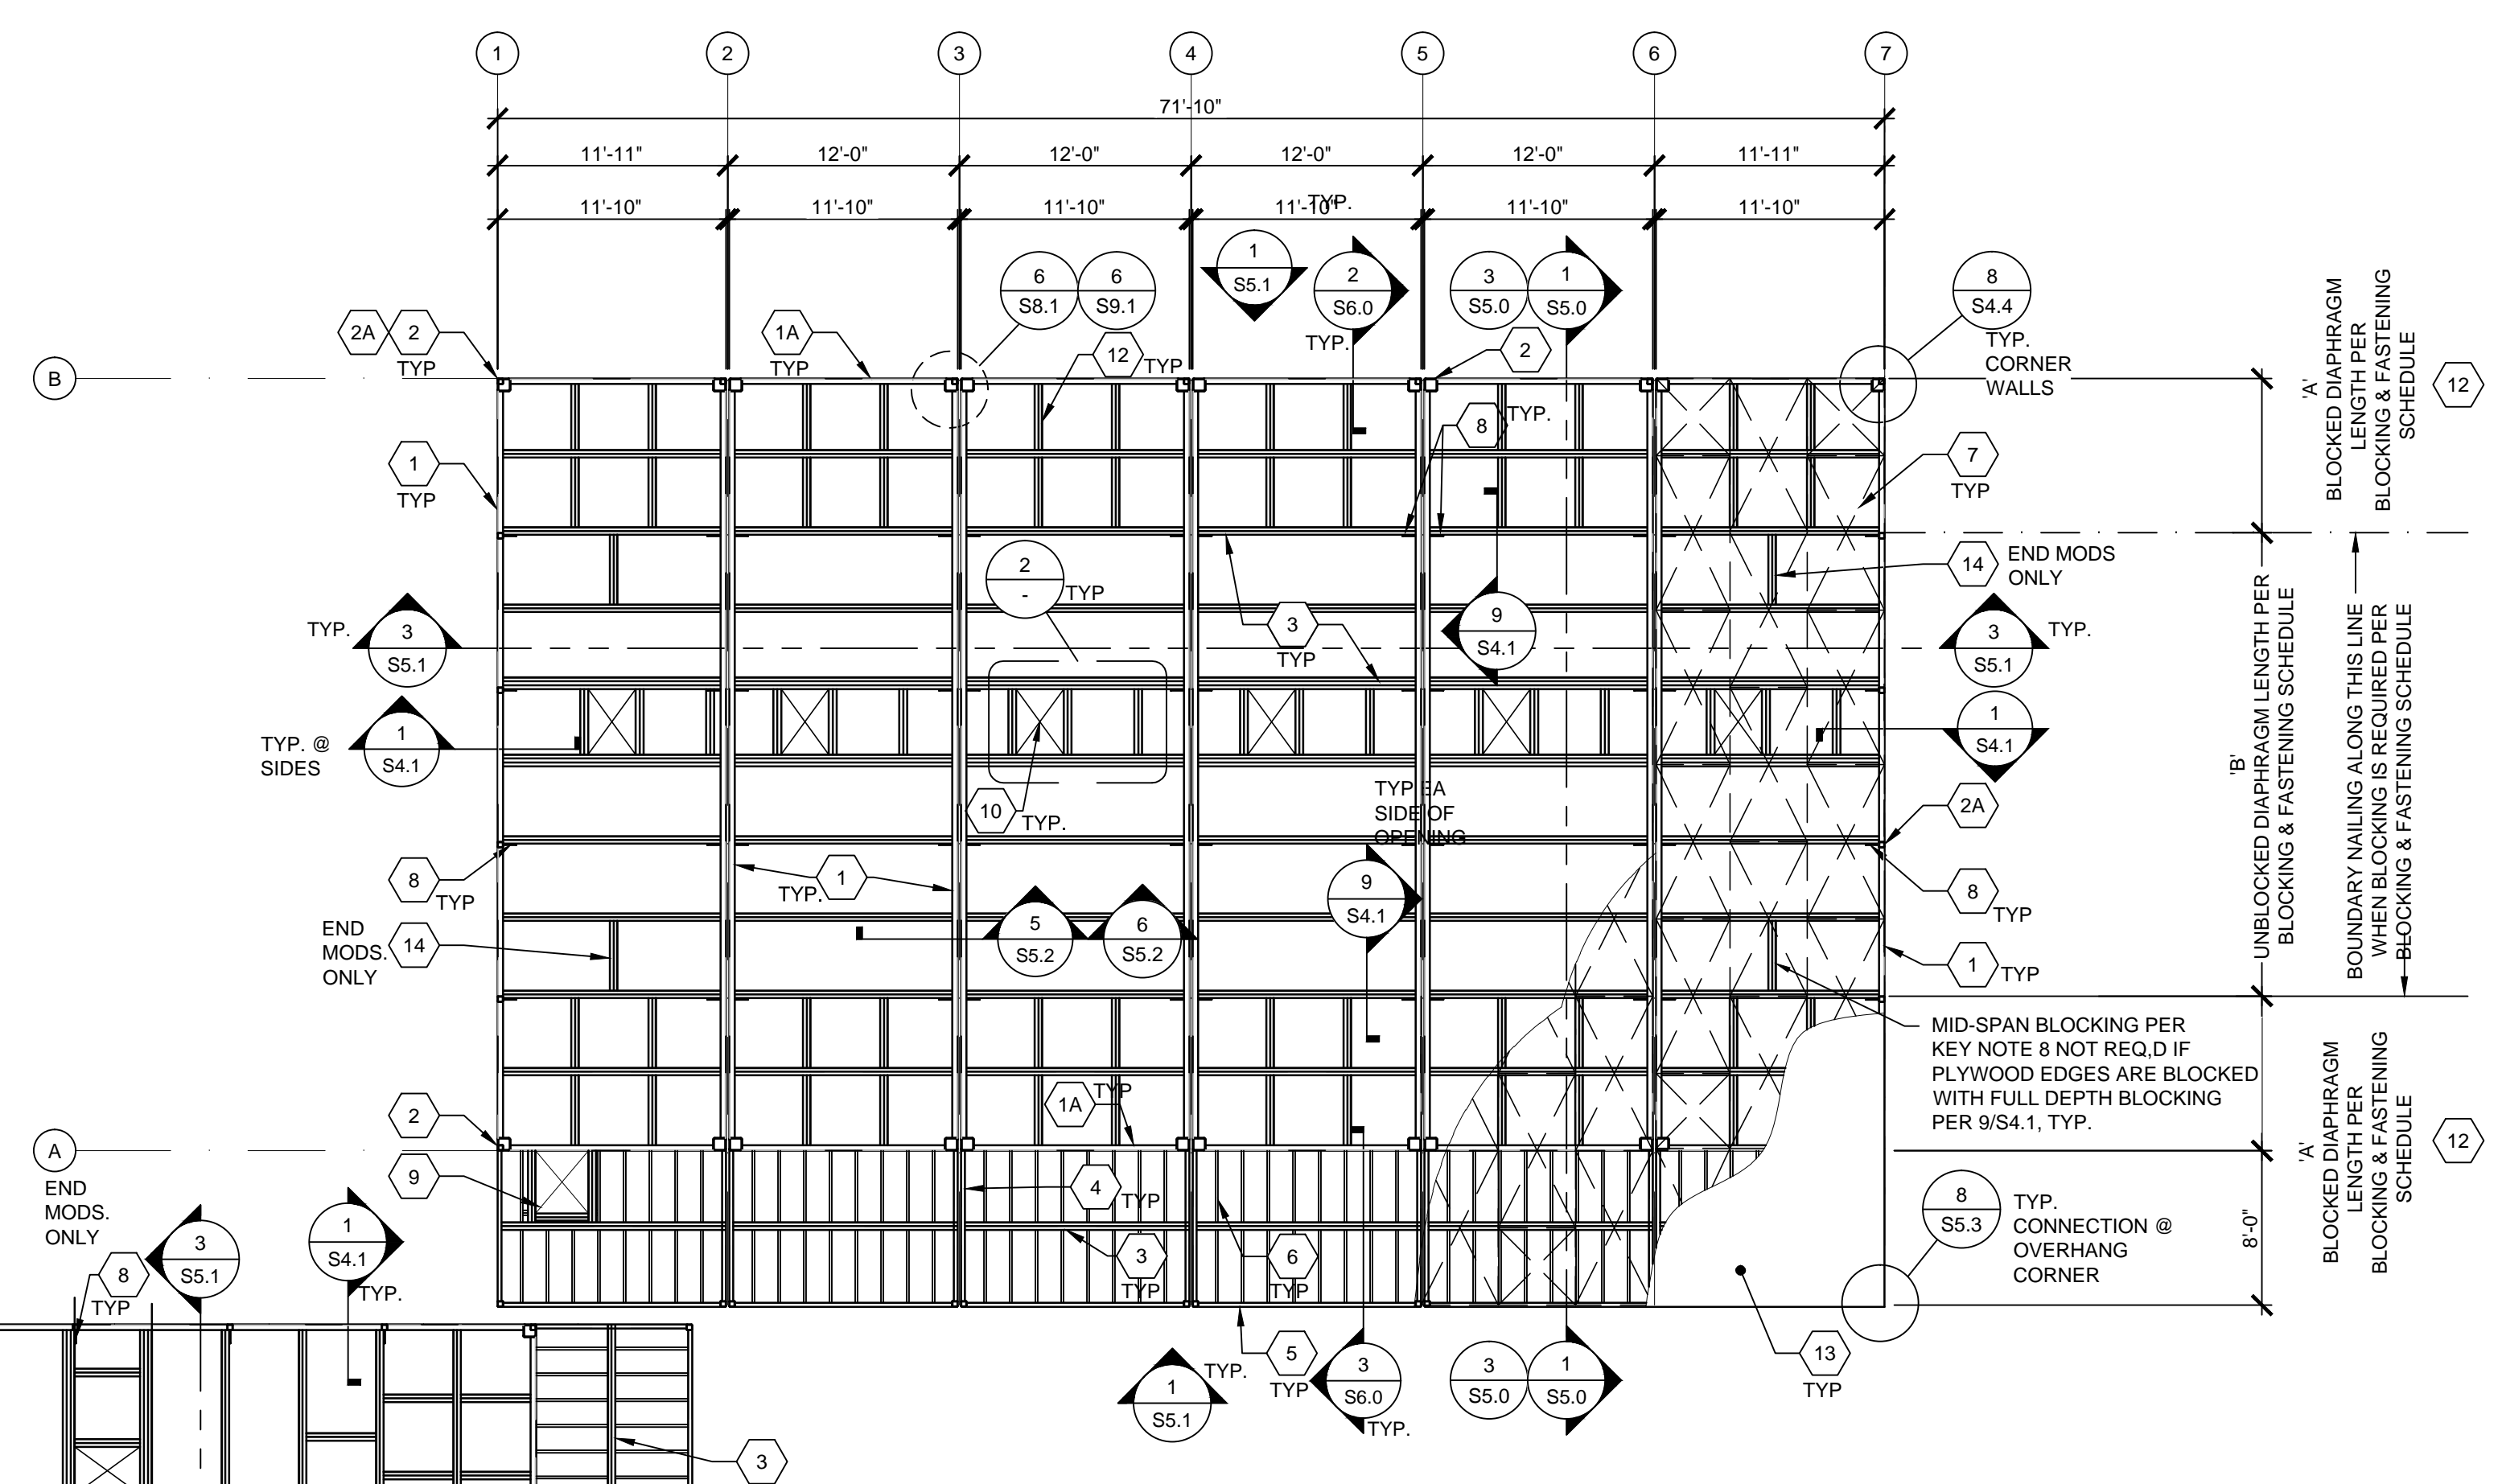 1 2 3 4 5 6 7
71'-10"
11'-11" 12'-0" 12'-0" 12'-0" 12'-0" 11'-11"
11'-10" 11'-10" 11'-10" 11'-10" 11'-10" 11'-10"
TYP.
1
S5.1
6
S8.1
6
S9.1
2
S6.0
TYP.
3
S5.0
1
S5.0
8
S4.4
TYP.
CORNER
WALLS
2A
2
TYP
1A
TYP
12
TYP
2
B
'A'
BLOCKED DIAPHRAGM
LENGTH PER
BLOCKING & FASTENING
SCHEDULE
12
8
TYP.
1
TYP
7
TYP
2
-
TYP
14
END MODS
ONLY
TYP.
3
S5.1
3
TYP
9
S4.1
3
S5.1
TYP.
TYP. @
SIDES
1
S4.1
1
S4.1
'B'
UNBLOCKED DIAPHRAGM LENGTH PER
BLOCKING & FASTENING SCHEDULE
BOUNDARY NAILING ALONG THIS LINE
WHEN BLOCKING IS REQUIRED PER
BLOCKING & FASTENING SCHEDULE
10
TYP.
TYP EA
SIDE OF
OPENING
2A
8
TYP
1
TYP.
9
S4.1
8
TYP
END
MODS.
ONLY
14
5
S5.2
6
S5.2
1
TYP
MID-SPAN BLOCKING PER
KEY NOTE 8 NOT REQ,D IF
PLYWOOD EDGES ARE BLOCKED
WITH FULL DEPTH BLOCKING
PER 9/S4.1, TYP.
2
1A
TYP
A
'A'
BLOCKED DIAPHRAGM
LENGTH PER
BLOCKING & FASTENING
SCHEDULE
12
END
MODS.
ONLY
9
4
TYP
8
S5.3
TYP.
CONNECTION @
OVERHANG
CORNER
8'-0"
8
TYP
3
S5.1
1
S4.1
TYP.
3
TYP
6
TYP
1
S5.1
TYP.
5
TYP
3
S6.0
TYP.
3
S5.0
1
S5.0
13
TYP
3